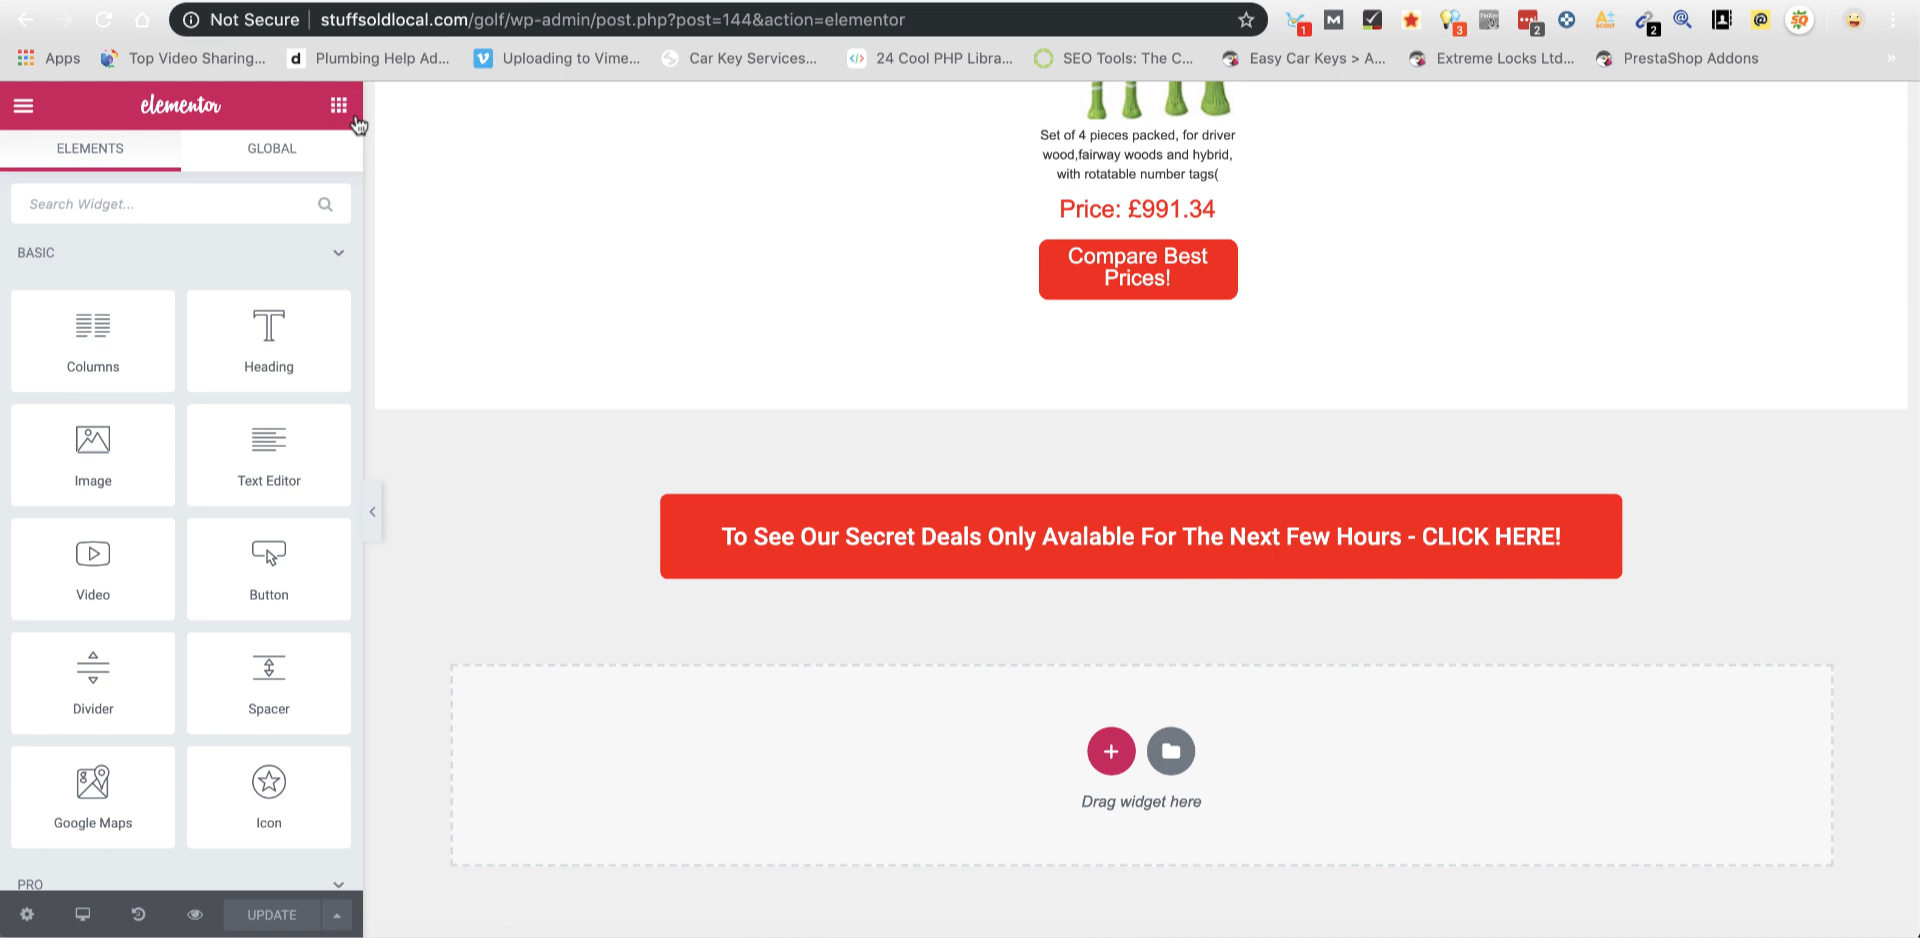 Not Secure | stuffsoldlocal.com/golf/wp-admin/post.php?post=144&action=elementor
1 3 2 2
Apps Top Video Sharing... d Plumbing Help Ad... Uploading to Vime... Car Key Services... 24 Cool PHP Libra... SEO Tools: The C... Easy Car Keys > A... Extreme Locks Ltd... PrestaShop Addons »
elementor
ELEMENTS GLOBAL
Search Widget...
BASIC
Columns Heading
Image Text Editor
Video Button
Divider Spacer
Google Maps Icon
PRO
UPDATE
Set of 4 pieces packed, for driver
wood,fairway woods and hybrid,
with rotatable number tags(
Price: £991.34
Compare Best
Prices!
To See Our Secret Deals Only Avalable For The Next Few Hours - CLICK HERE!
Drag widget here